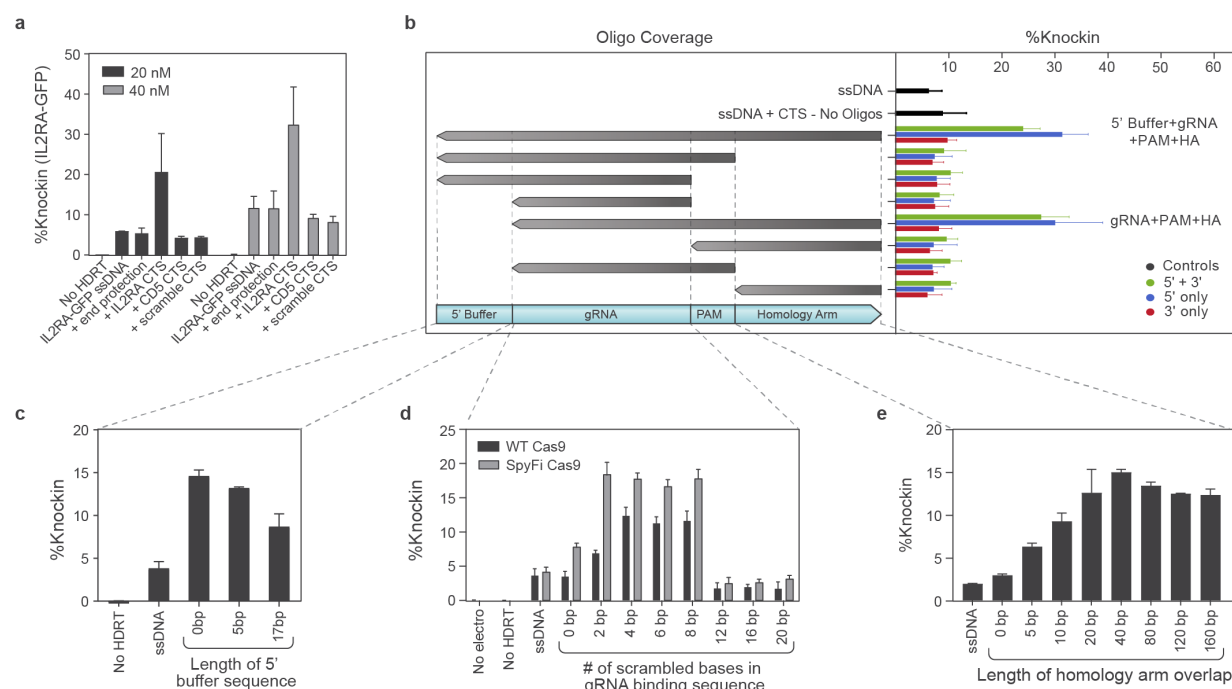 a
%Knockin (IL2RA-GFP)
50
40
30
20
10
0
20 nM
40 nM
No HDRT
IL2RA-GFP ssDNA
+ end protection
+ IL2RA CTS
+ CD5 CTS
+ scramble CTS
No HDRT
IL2RA-GFP ssDNA
+ end protection
+ IL2RA CTS
+ CD5 CTS
+ scramble CTS
b
Oligo Coverage
%Knockin
10 20 30 40 50 60
ssDNA
ssDNA + CTS - No Oligos
5' Buffer+gRNA
+PAM+HA
gRNA+PAM+HA
Controls
5' + 3'
5' only
3' only
5' Buffer gRNA PAM Homology Arm
c
%Knockin
20
15
10
5
0
No HDRT
ssDNA
0bp
5bp
17bp
Length of 5'
buffer sequence
d
%Knockin
25
20
15
10
5
0
WT Cas9
SpyFi Cas9
No electro
No HDRT
ssDNA
0 bp
2 bp
4 bp
6 bp
8 bp
12 bp
16 bp
20 bp
# of scrambled bases in
gRNA binding sequence
e
%Knockin
20
15
10
5
0
ssDNA
0 bp
5 bp
10 bp
20 bp
40 bp
80 bp
120 bp
160 bp
Length of homology arm overlap